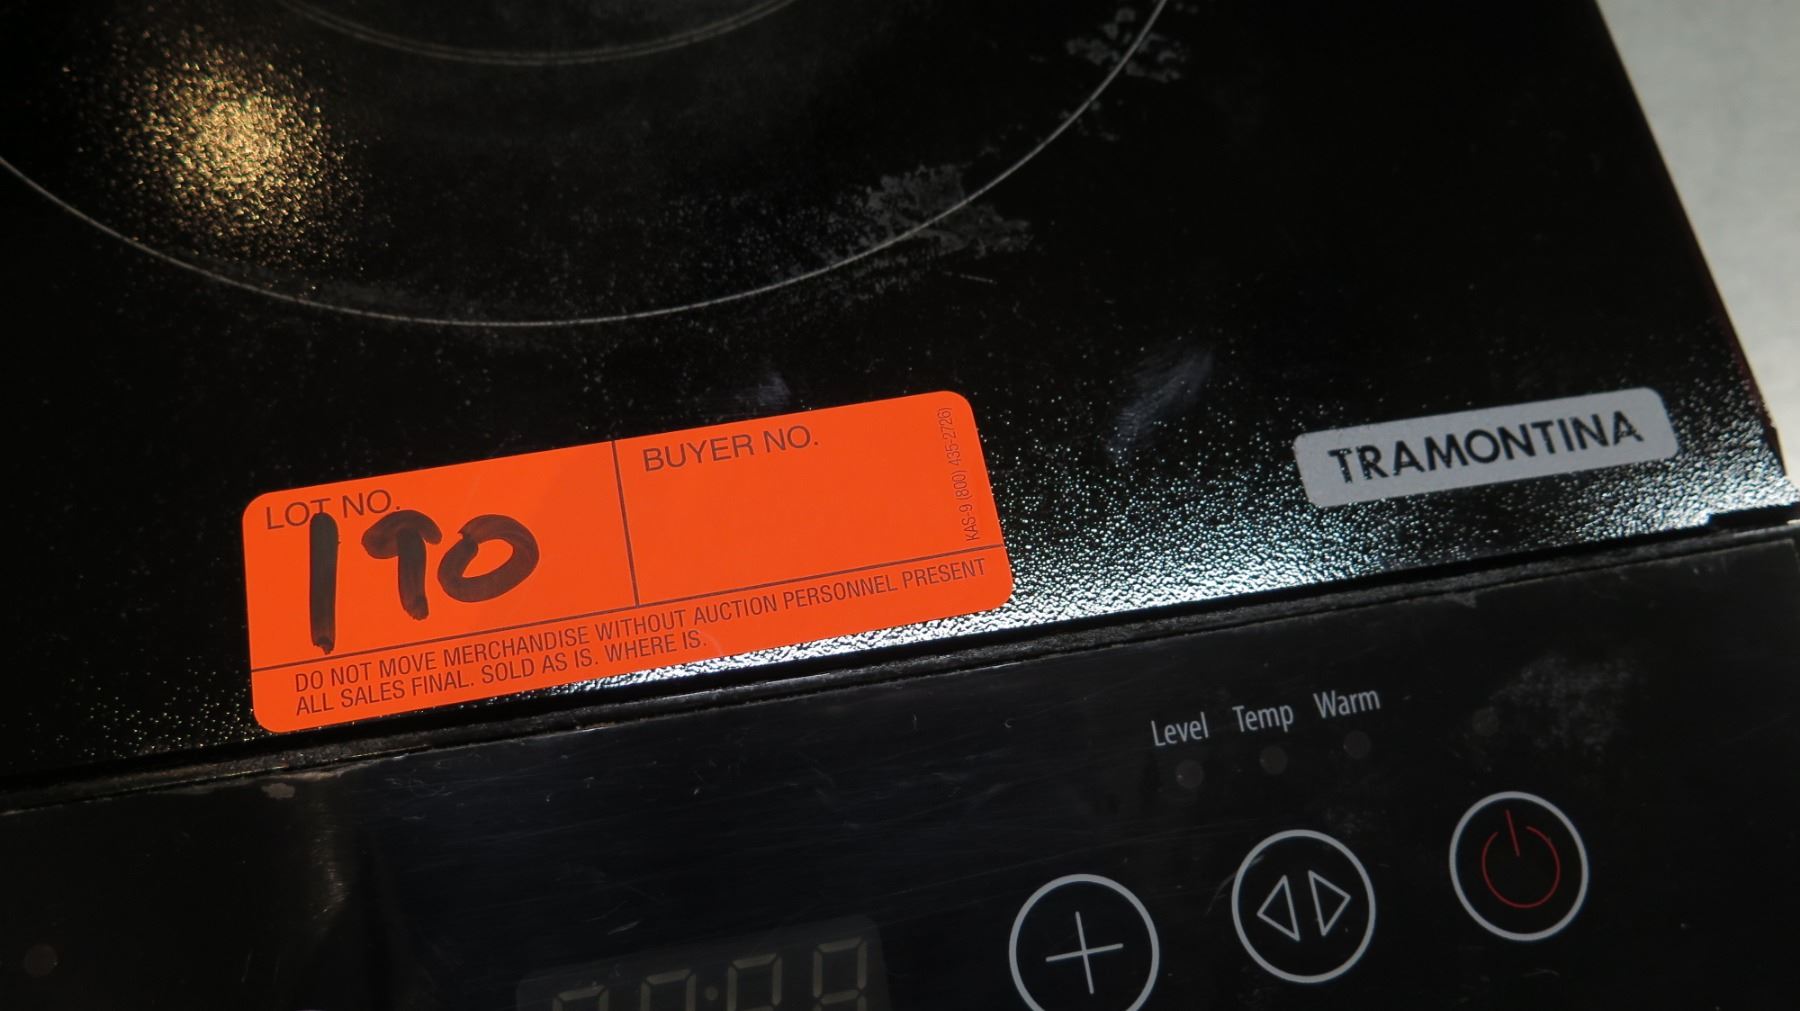 LOT NO.
190
BUYER NO.
KAS-9 (800) 435-2726
DO NOT MOVE MERCHANDISE WITHOUT AUCTION PERSONNEL PRESENT
ALL SALES FINAL. SOLD AS IS. WHERE IS.
TRAMONTINA
Level Temp Warm